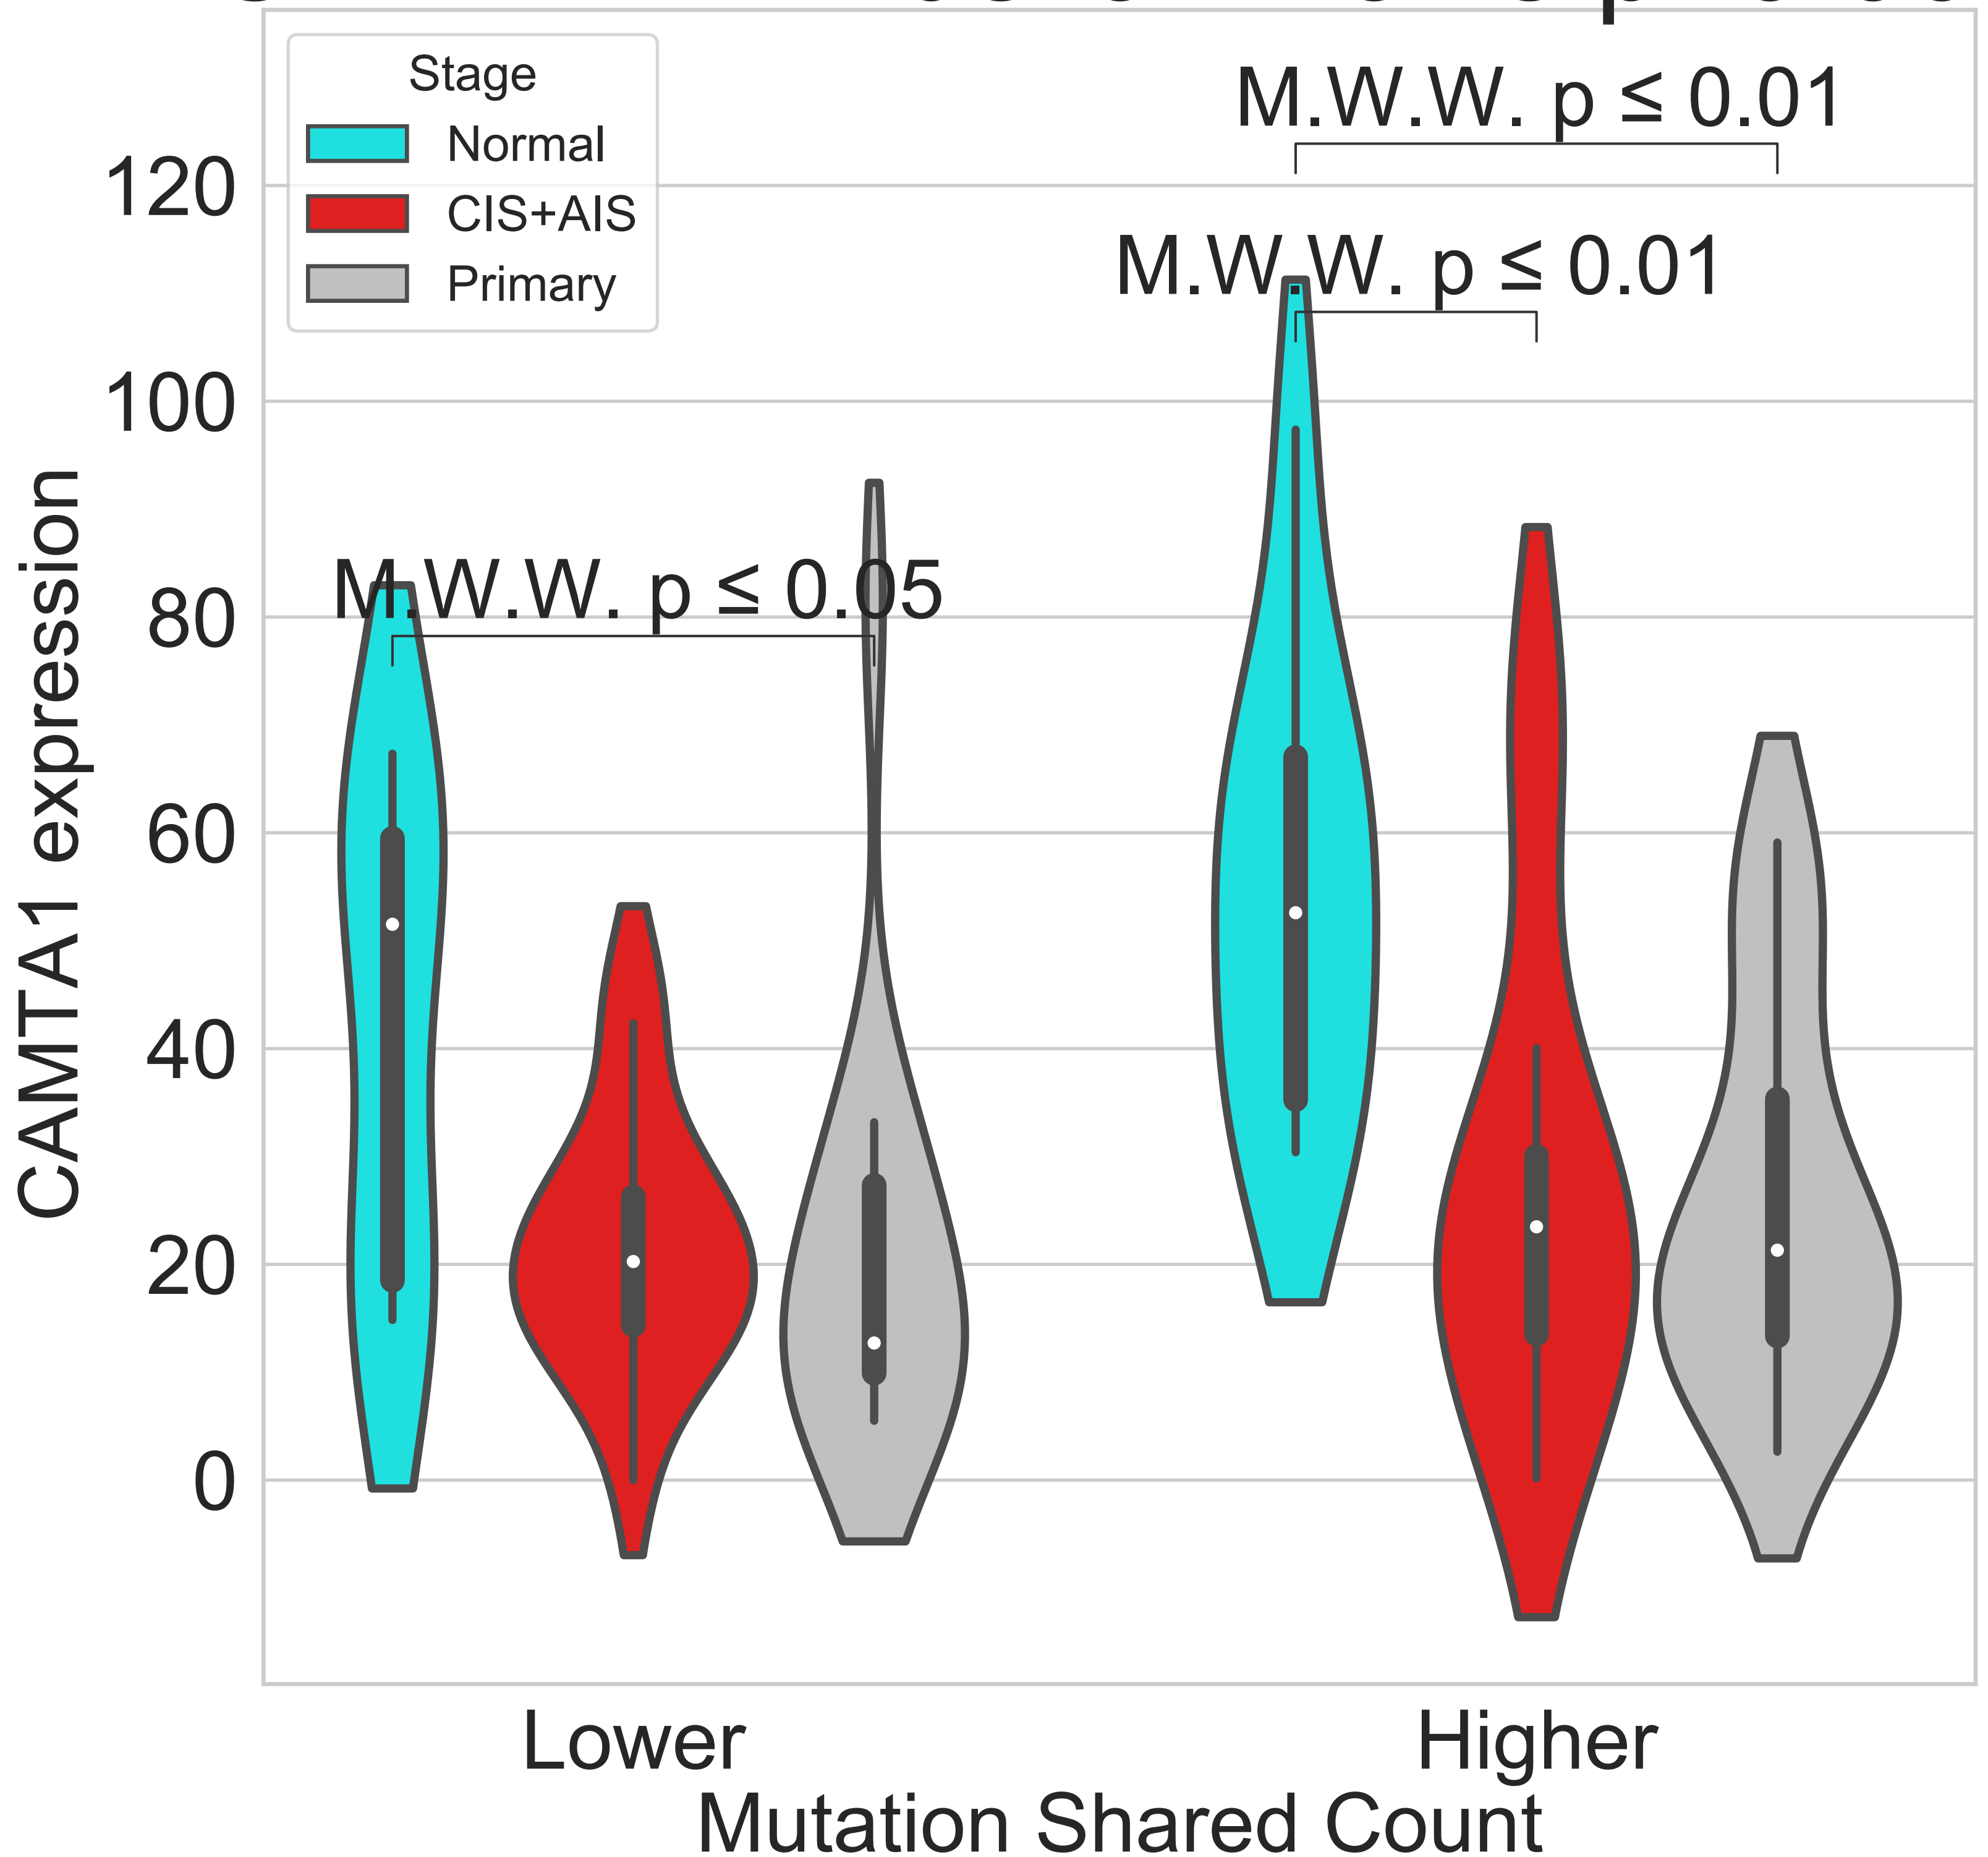 Stage
Normal
CIS+AIS
Primary
M.W.W. p ≤ 0.01
M.W.W. p ≤ 0.01
M.W.W. p ≤ 0.05
120
100
80
60
40
20
0
CAMTA1 expression
Lower
Higher
Mutation Shared Count